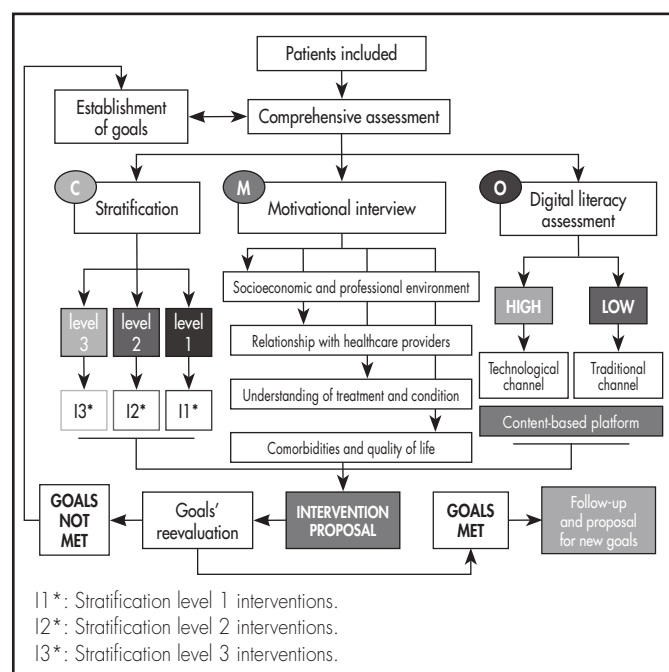 Patients included
Establishment
of goals
Comprehensive assessment
C
Stratification
M
Motivational interview
O
Digital literacy
assessment
level
3
level
2
level
1
I3*
I2*
I1*
Socioeconomic and professional environment
Relationship with healthcare providers
Understanding of treatment and condition
Comorbidities and quality of life
HIGH
LOW
Technological
channel
Traditional
channel
Content-based platform
GOALS
NOT
MET
Goals’
reevaluation
INTERVENTION
PROPOSAL
GOALS
MET
Follow-up
and proposal
for new goals
I1*: Stratification level 1 interventions.
I2*: Stratification level 2 interventions.
I3*: Stratification level 3 interventions.